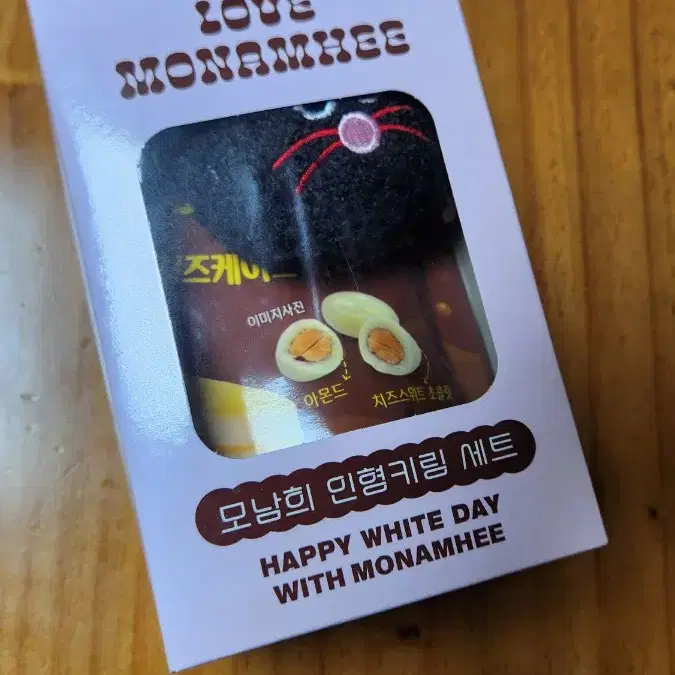 LOVE
MONAMHEE
즈케이크
이미지사진
아몬드
치즈스위트 초콜릿
모남희 인형키링 세트
HAPPY WHITE DAY
WITH MONAMHEE